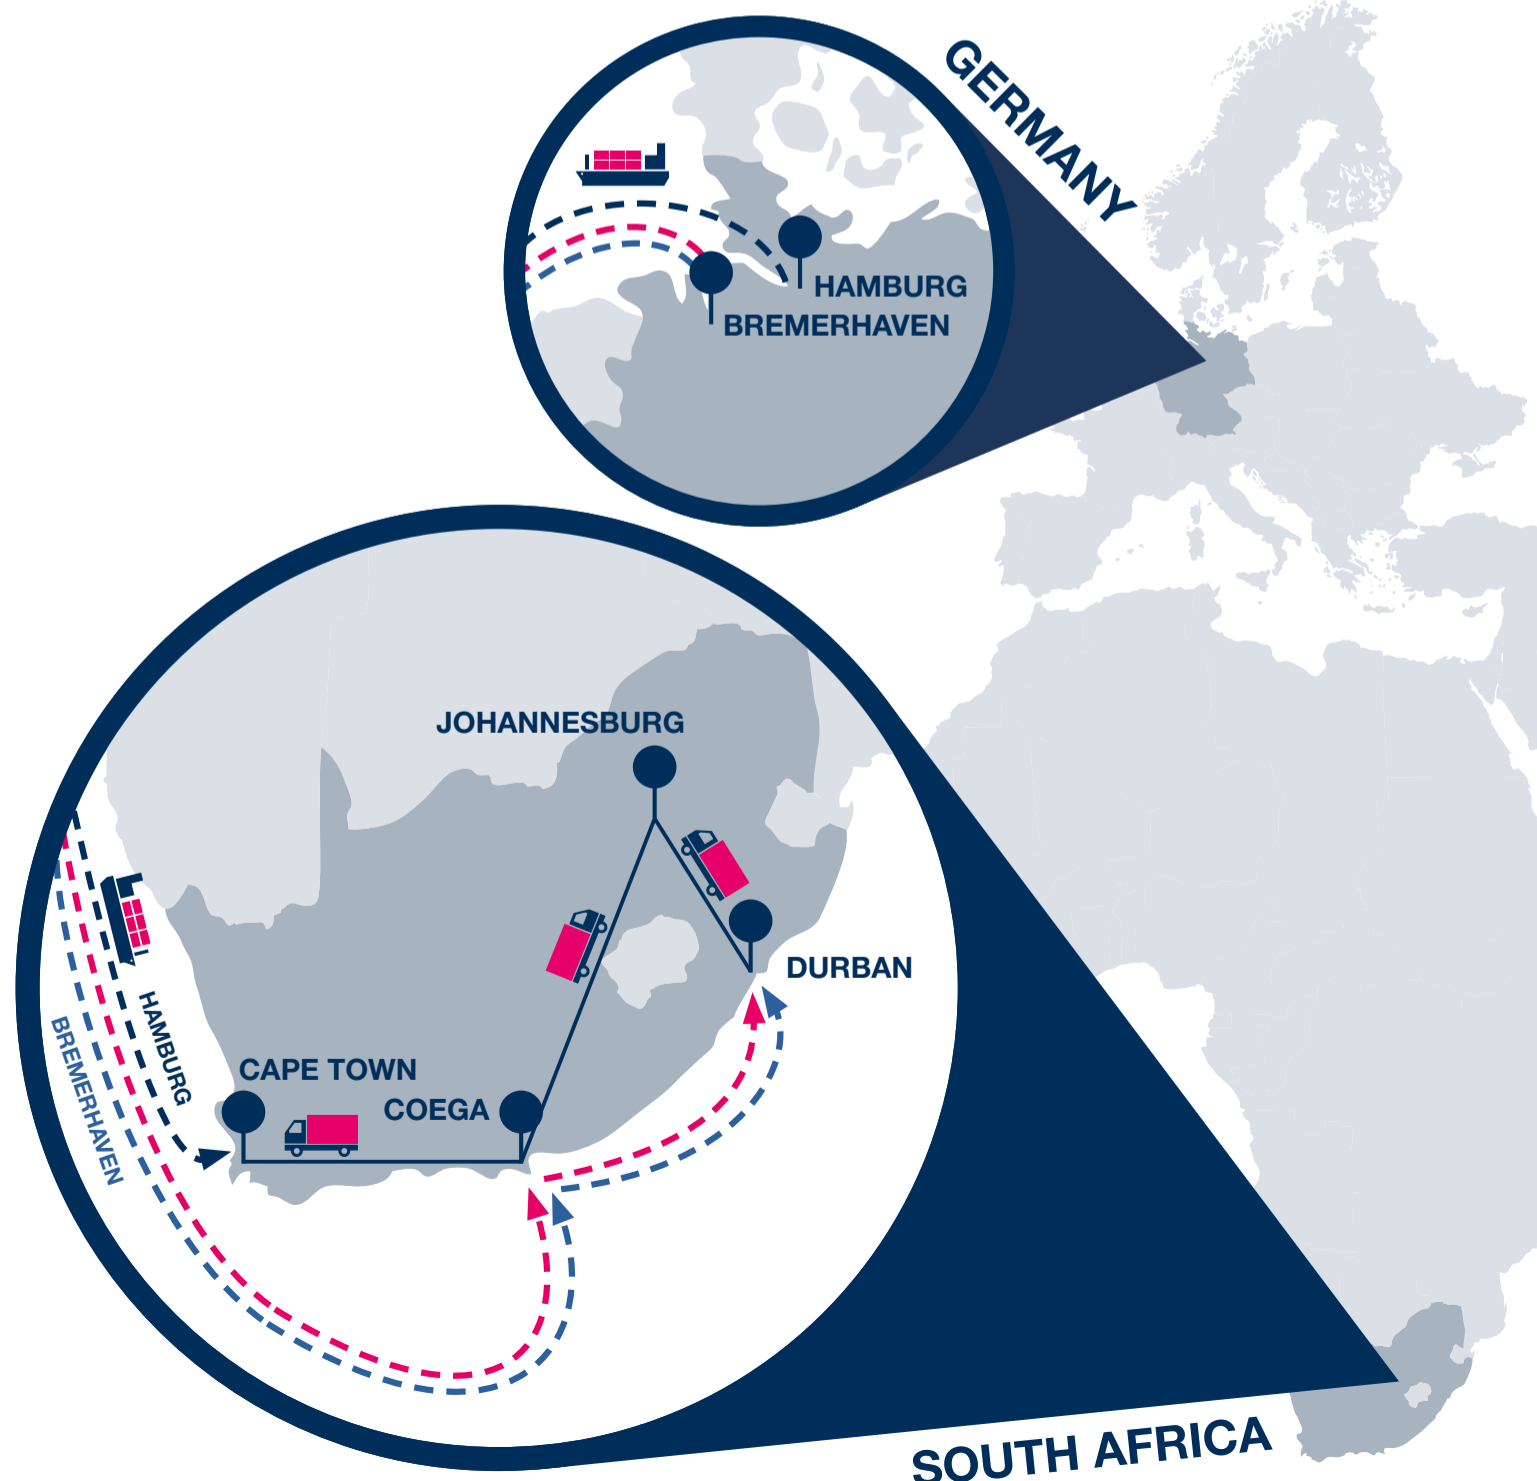 GERMANY
HAMBURG
BREMERHAVEN
JOHANNESBURG
DURBAN
HAMBURG
BREMERHAVEN
CAPE TOWN
COEGA
SOUTH AFRICA